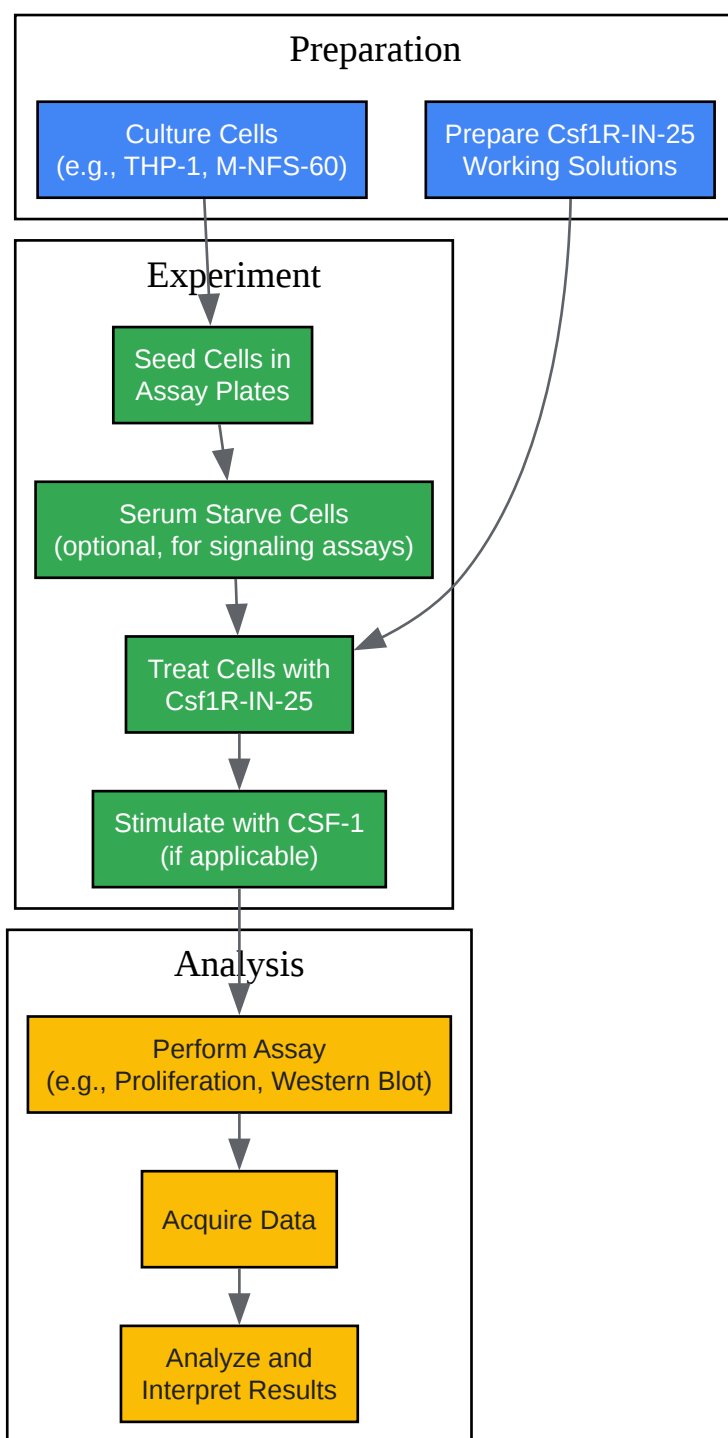 Preparation
Culture Cells
(e.g., THP-1, M-NFS-60)
Prepare Csf1R-IN-25
Working Solutions
Experiment
Seed Cells in
Assay Plates
Serum Starve Cells
(optional, for signaling assays)
Treat Cells with
Csf1R-IN-25
Stimulate with CSF-1
(if applicable)
Analysis
Perform Assay
(e.g., Proliferation, Western Blot)
Acquire Data
Analyze and
Interpret Results